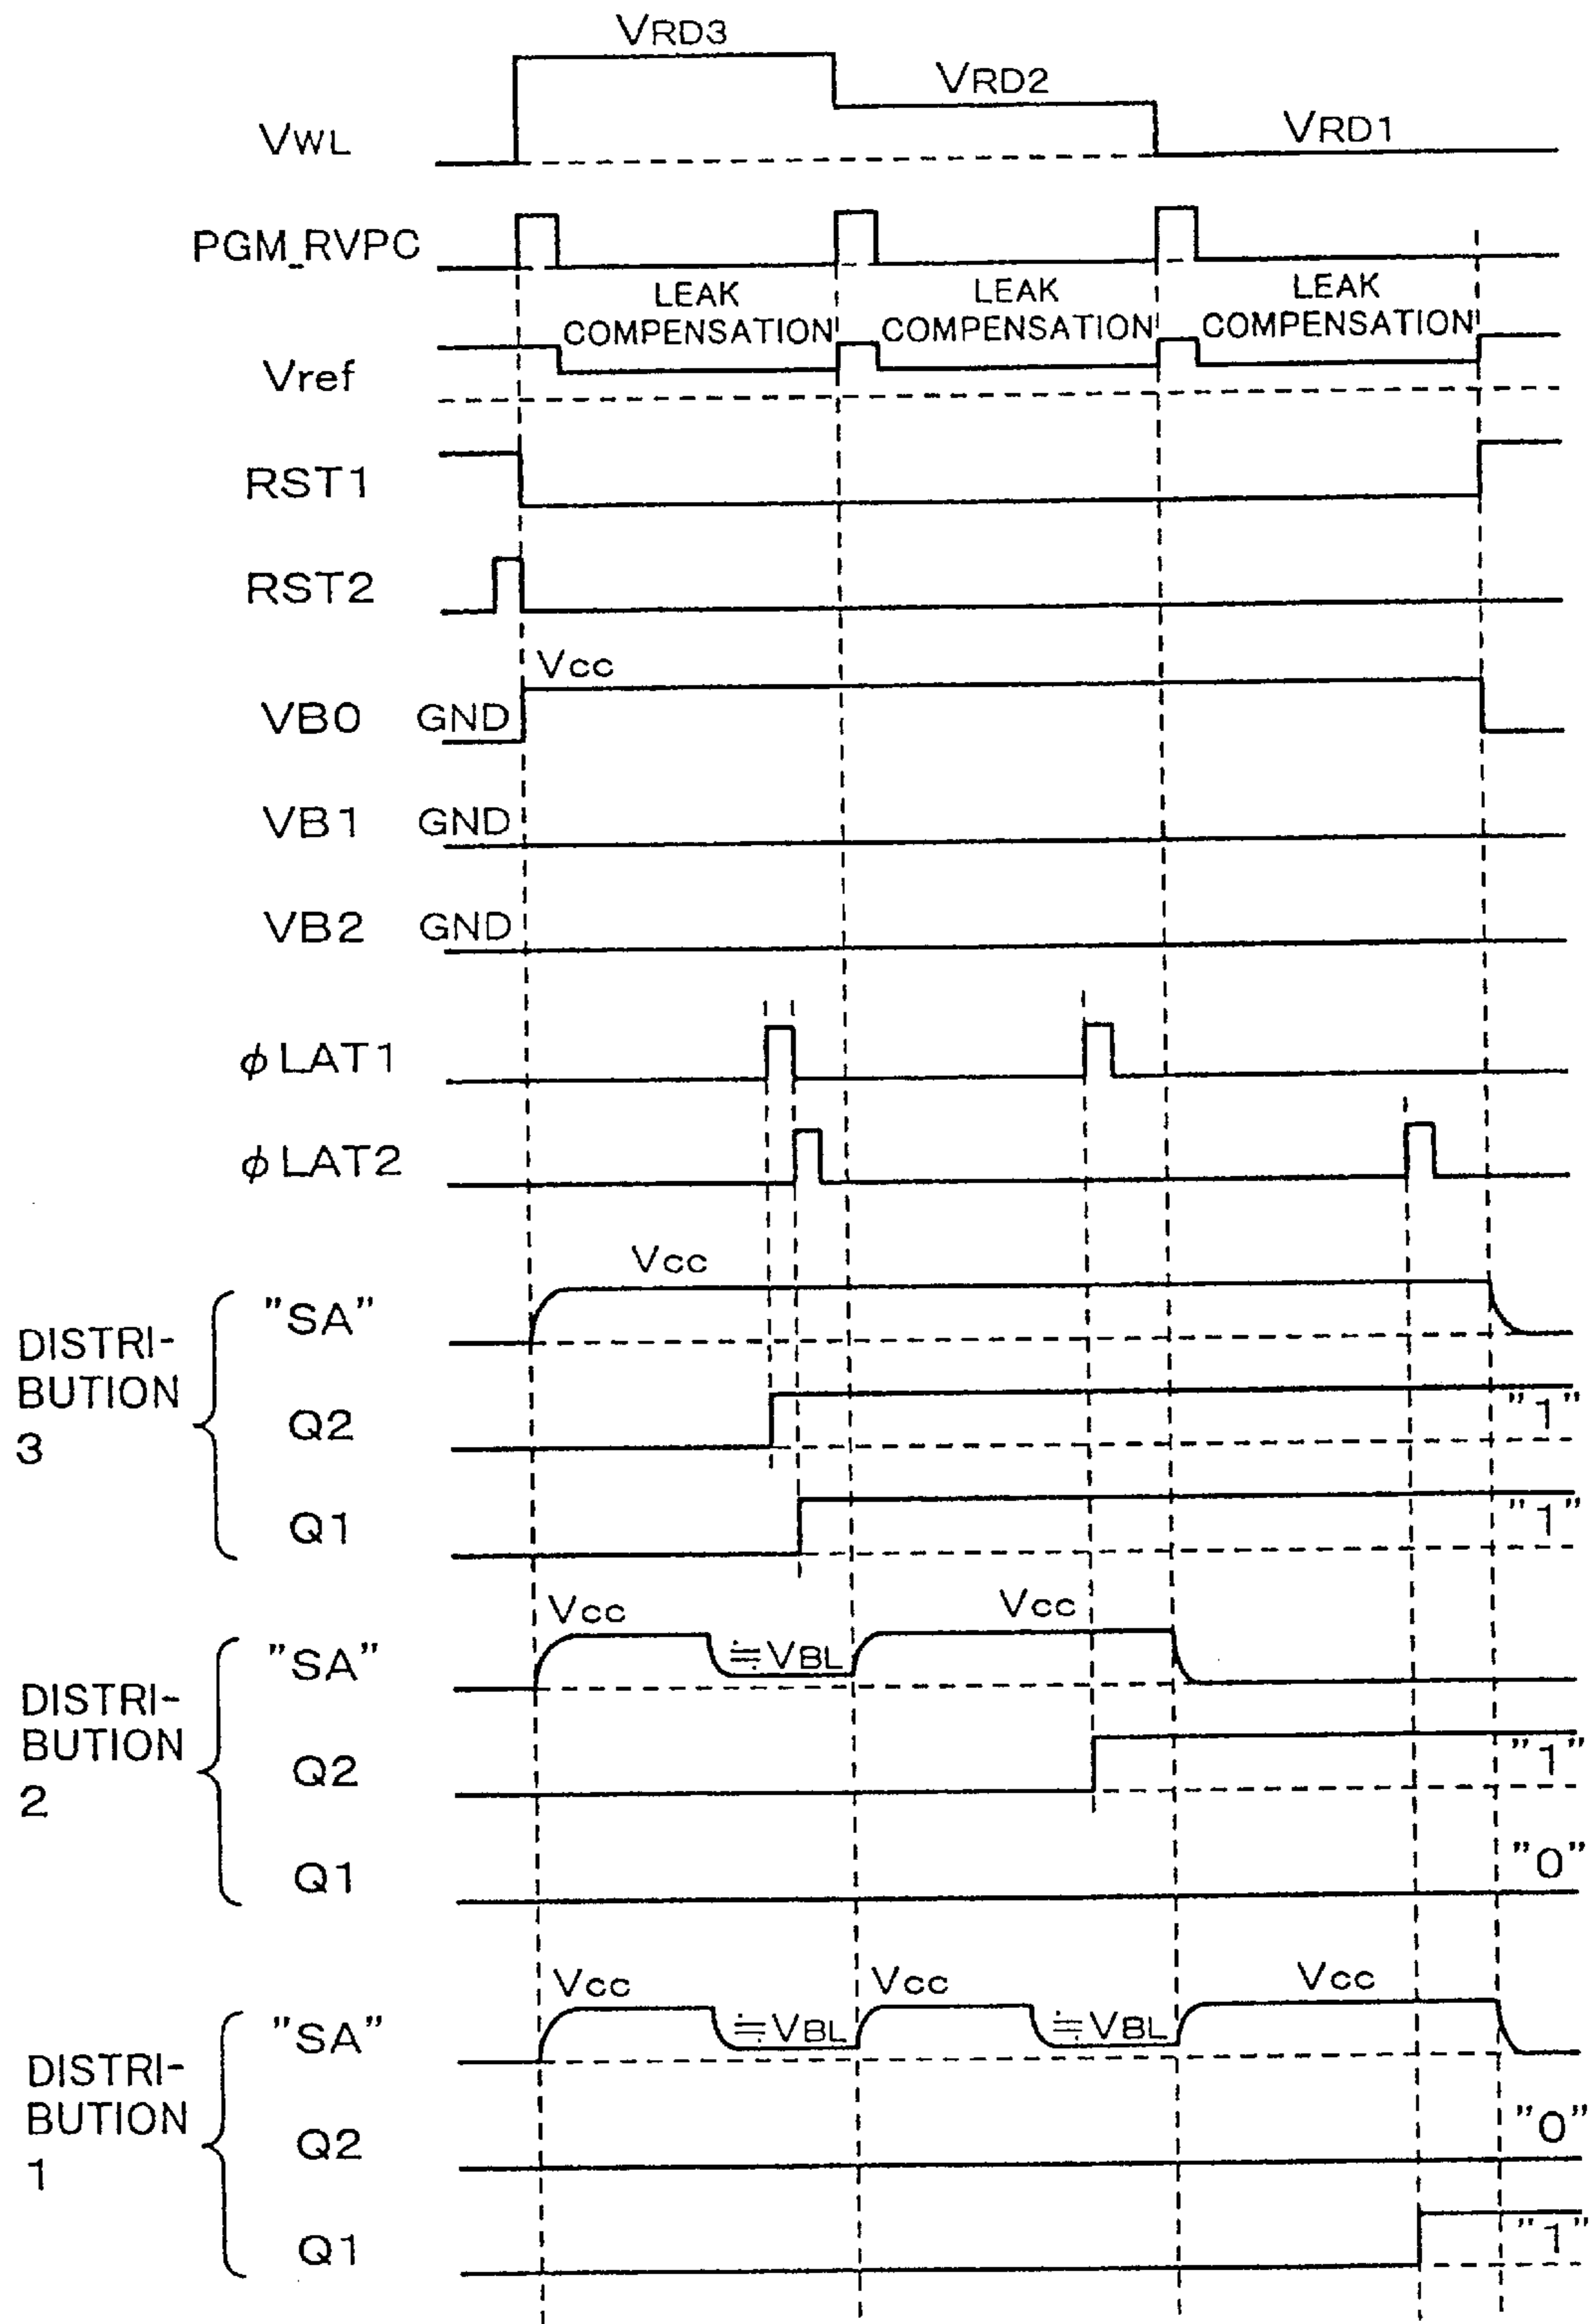 VRD3
VRD2
VRD1
VWL
PGM_RVPC
LEAK COMPENSATION
LEAK COMPENSATION
LEAK COMPENSATION
Vref
RST1
RST2
Vcc
VB0 GND
VB1 GND
VB2 GND
φLAT1
φLAT2
DISTRI-
BUTION
3
Vcc
"SA"
Q2 "1"
Q1 "1"
DISTRI-
BUTION
2
Vcc Vcc
"SA" ≒VBL
Q2 "1"
Q1 "0"
DISTRI-
BUTION
1
Vcc Vcc Vcc
"SA" ≒VBL ≒VBL
Q2 "0"
Q1 "1"